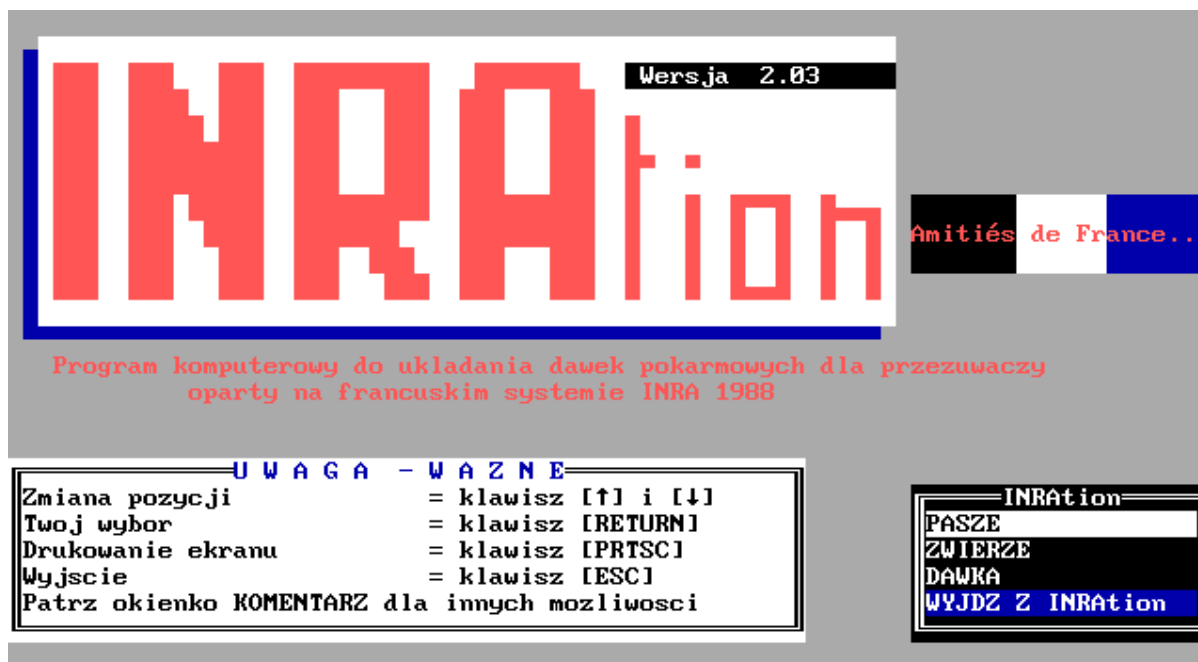 INRAtion
Wersja 2.03
Amitiés de France..
Program komputerowy do ukladania dawek pokarmowych dla przezuwaczy
oparty na francuskim systemie INRA 1988
U W A G A - W A Z N E
Zmiana pozycji = klawisz [↑] i [↓]
Twoj wybor = klawisz [RETURN]
Drukowanie ekranu = klawisz [PRTSC]
Wyjscie = klawisz [ESC]
Patrz okienko KOMENTARZ dla innych mozliwosci
INRAtion
PASZE
ZWIERZE
DAWKA
WYJDZ Z INRAtion